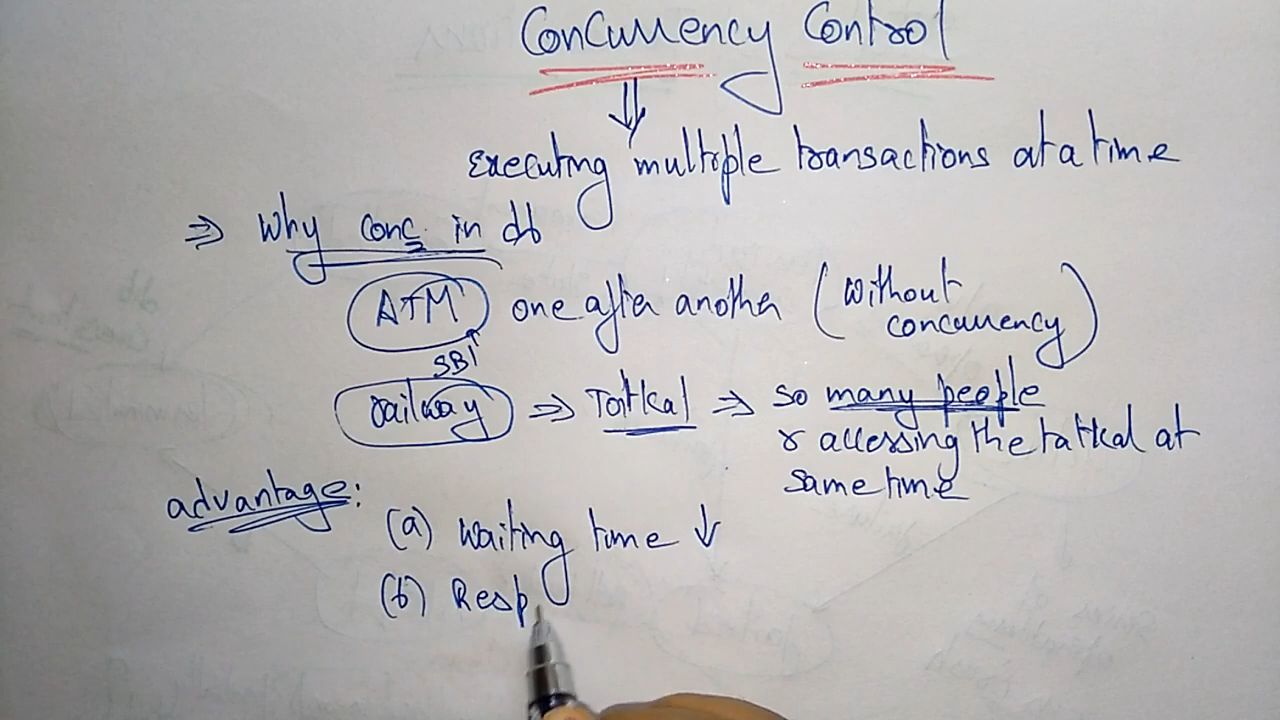 Concurrency Control
Executing multiple transactions at a time
⇒ Why conc. in db
ATM one after another (without
concurrency)
SBI
railway ⇒ Tatkal ⇒ so many people
r accessing the tatkal at
same time
advantage:
(a) waiting time ↓
(b) Resp